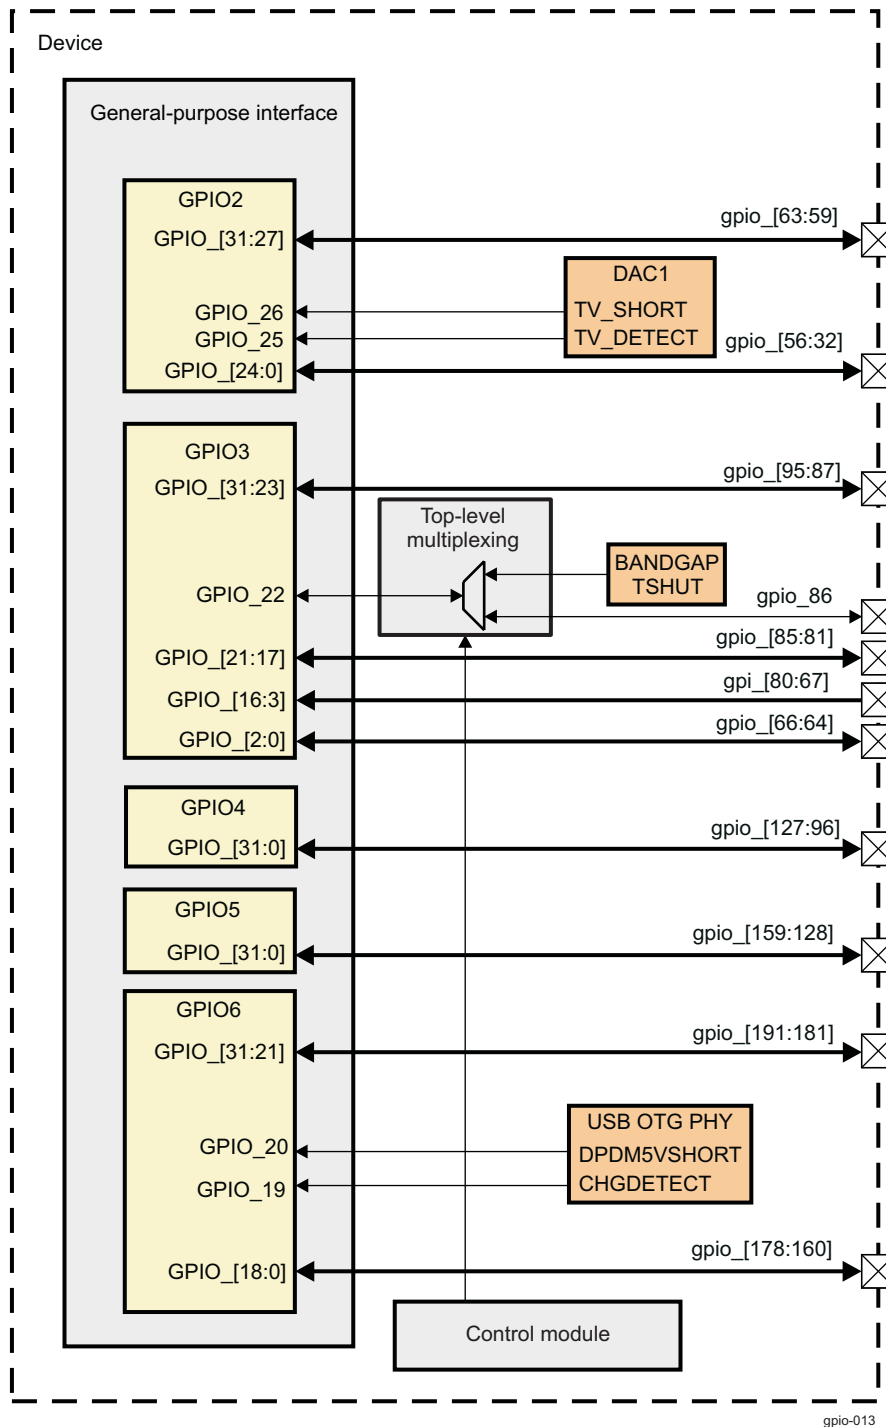 Device
General-purpose interface
GPIO2
GPIO_[31:27]
gpio_[63:59]
DAC1
GPIO_26
TV_SHORT
GPIO_25
TV_DETECT
gpio_[56:32]
GPIO_[24:0]
GPIO3
GPIO_[31:23]
gpio_[95:87]
Top-level
multiplexing
BANDGAP
TSHUT
GPIO_22
gpio_86
GPIO_[21:17]
gpio_[85:81]
GPIO_[16:3]
gpi_[80:67]
GPIO_[2:0]
gpio_[66:64]
GPIO4
GPIO_[31:0]
gpio_[127:96]
GPIO5
GPIO_[31:0]
gpio_[159:128]
GPIO6
GPIO_[31:21]
gpio_[191:181]
USB OTG PHY
GPIO_20
DPDM5VSHORT
GPIO_19
CHGDETECT
GPIO_[18:0]
gpio_[178:160]
Control module
gpio-013